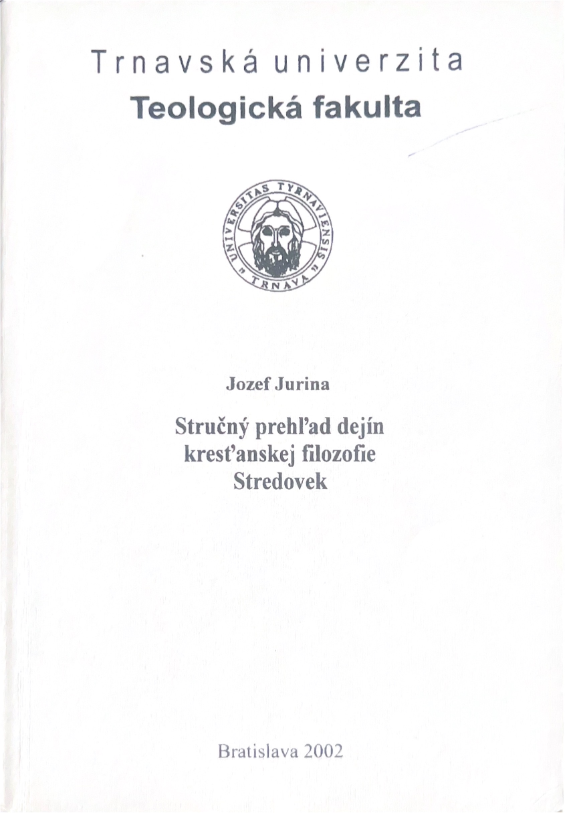 Trnavská univerzita
Teologická fakulta
UNIVERSITAS TYRNAVIENSIS
TRNAVA
Jozef Jurina
Stručný prehľad dejín
kresťanskej filozofie
Stredovek
Bratislava 2002